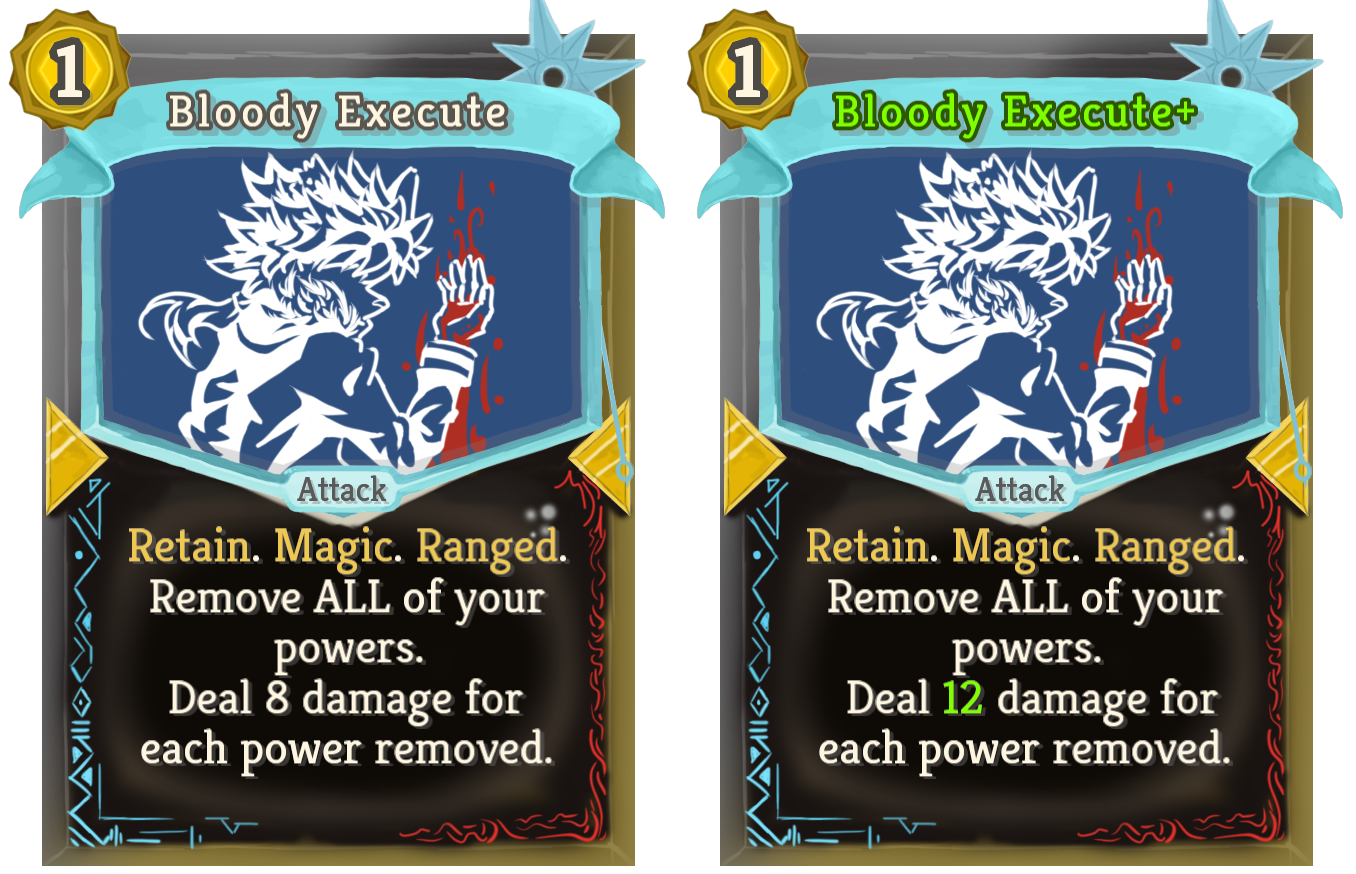 1
Bloody Execute
Attack
Retain. Magic. Ranged.
Remove ALL of your
powers.
Deal 8 damage for
each power removed.
1
Bloody Execute+
Attack
Retain. Magic. Ranged.
Remove ALL of your
powers.
Deal 12 damage for
each power removed.